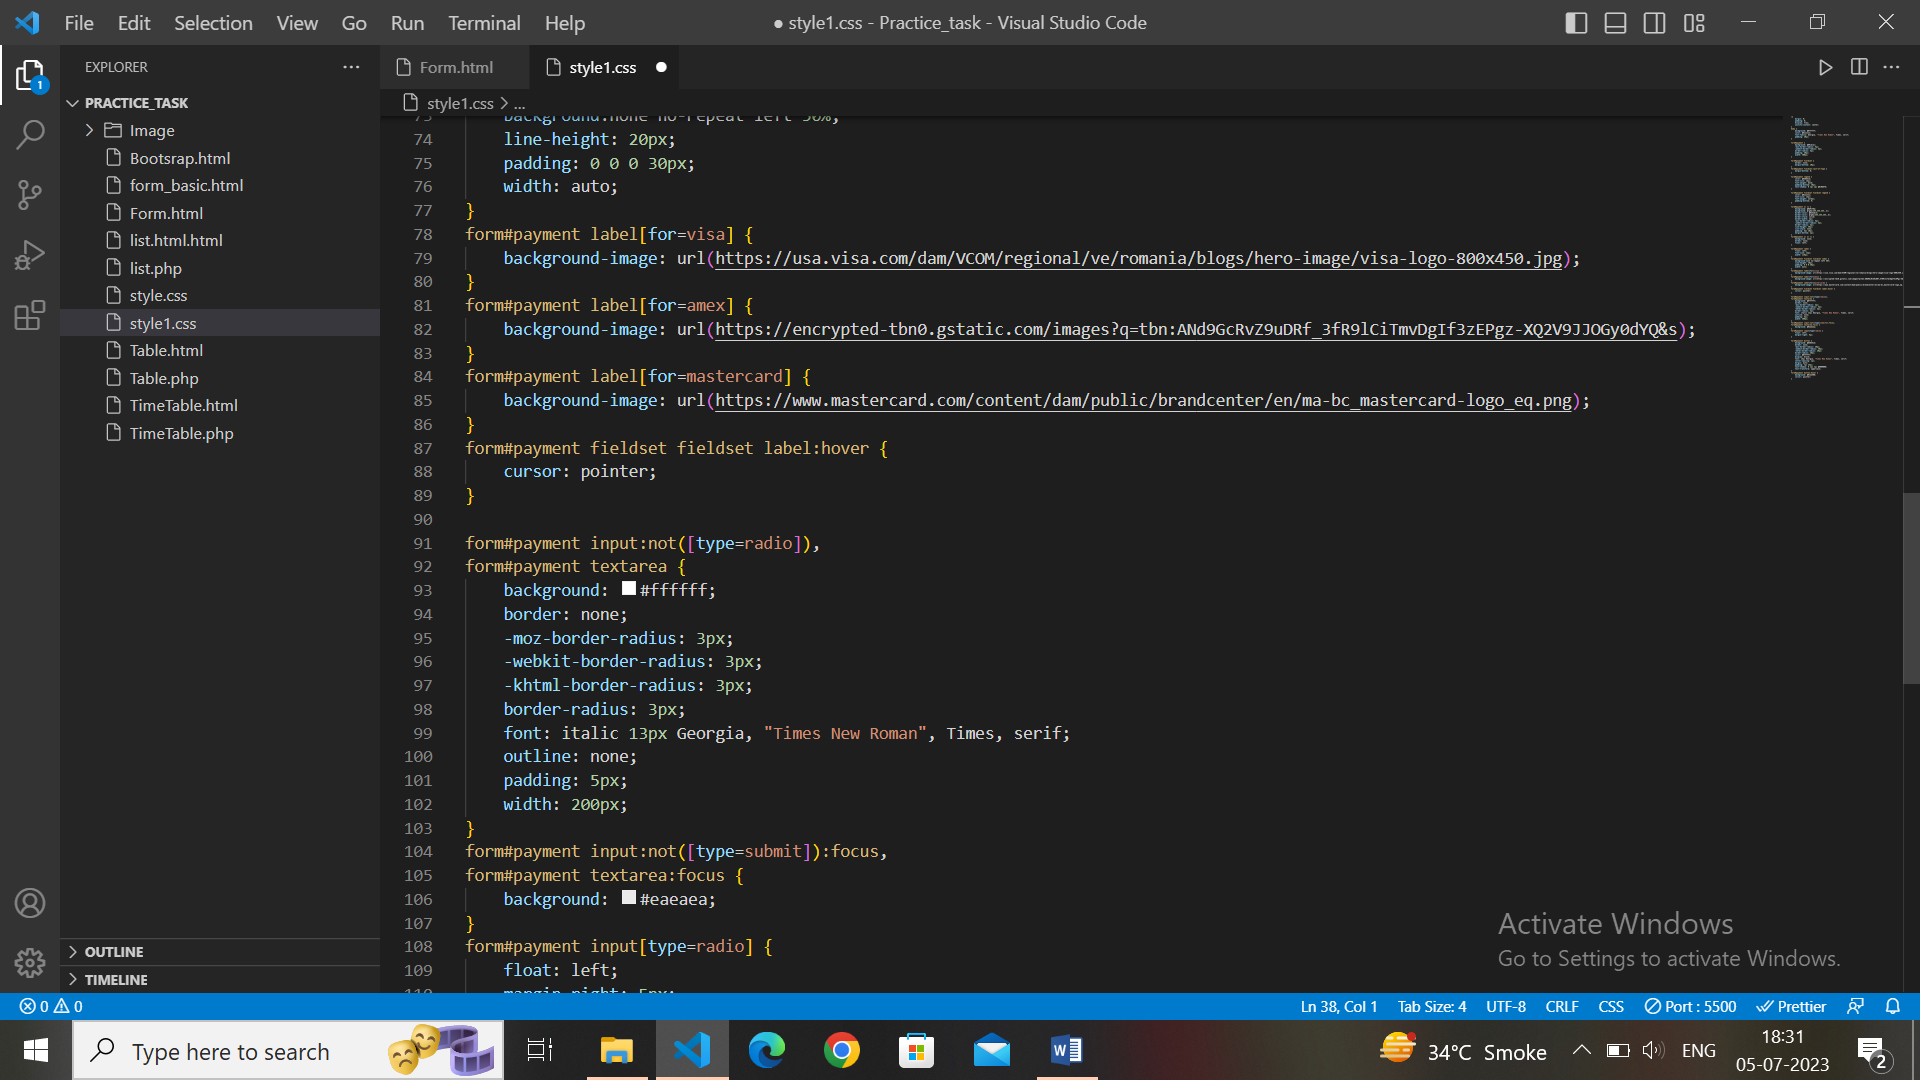 File Edit Selection View Go Run Terminal Help
● style1.css - Practice_task - Visual Studio Code
EXPLORER
PRACTICE_TASK
Image
Bootsrap.html
form_basic.html
Form.html
list.html.html
list.php
style.css
style1.css
Table.html
Table.php
TimeTable.html
TimeTable.php
OUTLINE
TIMELINE
1
Form.html style1.css
style1.css > ...
73 background:none no-repeat left 50%;
74 line-height: 20px;
75 padding: 0 0 0 30px;
76 width: auto;
77 }
78 form#payment label[for=visa] {
79 background-image: url(https://usa.visa.com/dam/VCOM/regional/ve/romania/blogs/hero-image/visa-logo-800x450.jpg);
80 }
81 form#payment label[for=amex] {
82 background-image: url(https://encrypted-tbn0.gstatic.com/images?q=tbn:ANd9GcRvZ9uDRf_3fR9lCiTmvDgIf3zEPgz-XQ2V9JJOGy0dYQ&s);
83 }
84 form#payment label[for=mastercard] {
85 background-image: url(https://www.mastercard.com/content/dam/public/brandcenter/en/ma-bc_mastercard-logo_eq.png);
86 }
87 form#payment fieldset fieldset label:hover {
88 cursor: pointer;
89 }
90
91 form#payment input:not([type=radio]),
92 form#payment textarea {
93 background: #ffffff;
94 border: none;
95 -moz-border-radius: 3px;
96 -webkit-border-radius: 3px;
97 -khtml-border-radius: 3px;
98 border-radius: 3px;
99 font: italic 13px Georgia, "Times New Roman", Times, serif;
100 outline: none;
101 padding: 5px;
102 width: 200px;
103 }
104 form#payment input:not([type=submit]):focus,
105 form#payment textarea:focus {
106 background: #eaeaea;
107 }
108 form#payment input[type=radio] {
109 float: left;
110 margin-right: 5px;
Activate Windows
Go to Settings to activate Windows.
0 0
Ln 38, Col 1 Tab Size: 4 UTF-8 CRLF CSS Port : 5500 Prettier
Type here to search
34°C Smoke
ENG
18:31
05-07-2023
2